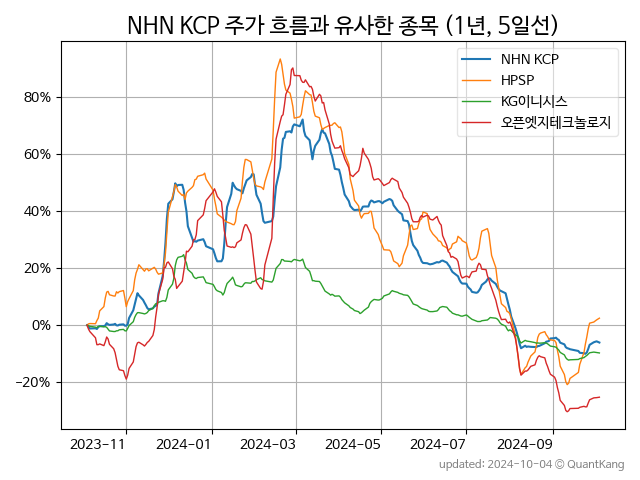 NHN KCP 주가 흐름과 유사한 종목 (1년, 5일선)
NHN KCP
HPSP
KG이니시스
오픈엣지테크놀로지
80%
60%
40%
20%
0%
−20%
2023-11 2024-01 2024-03 2024-05 2024-07 2024-09
updated: 2024-10-04 © QuantKang